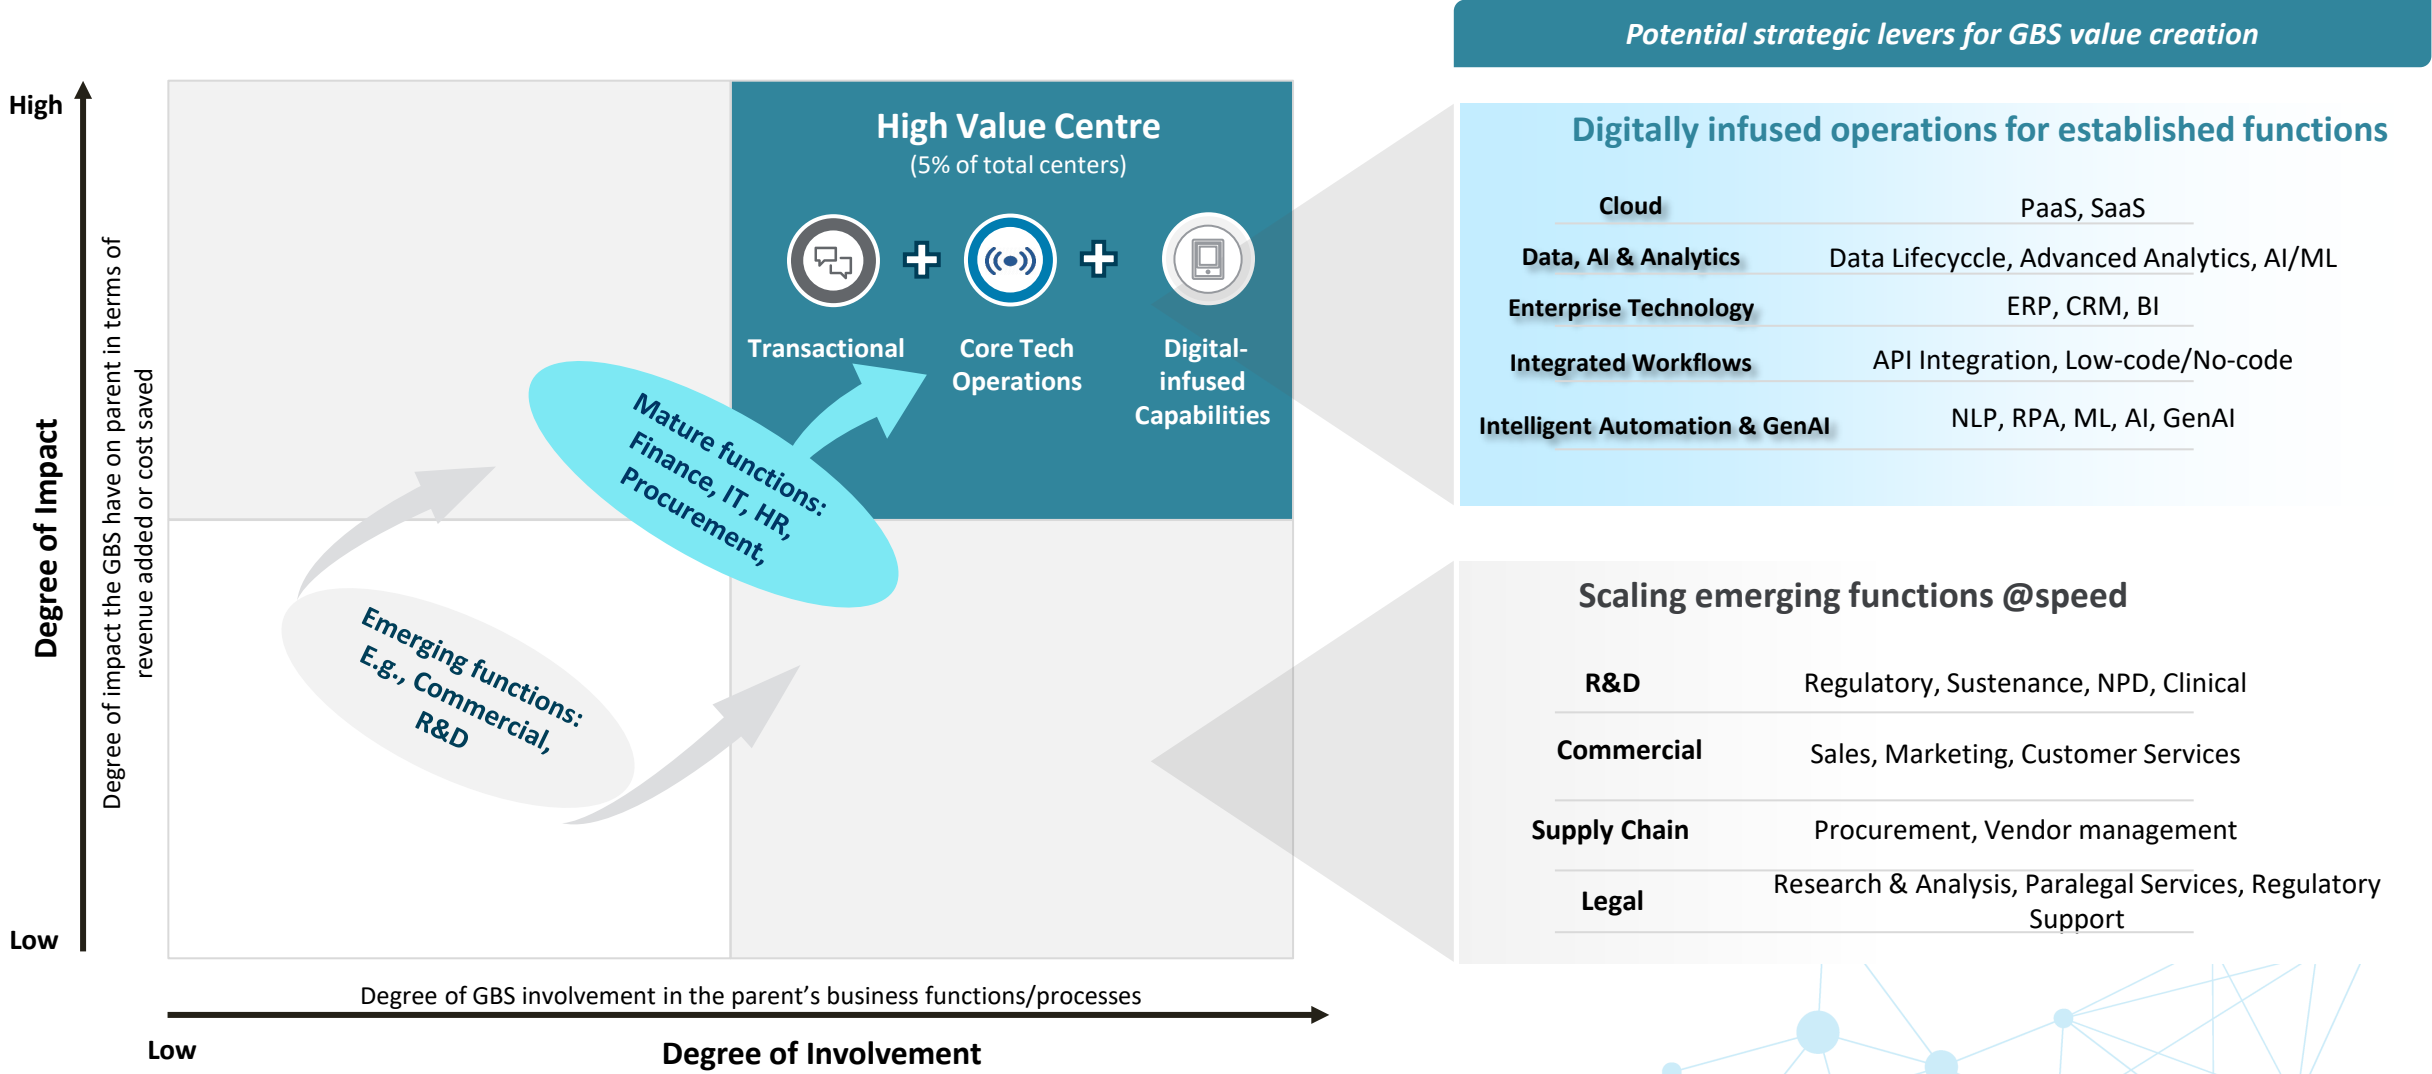 Potential strategic levers for GBS value creation
High
High Value Centre
(5% of total centers)
Transactional
Core Tech
Operations
Digital-
infused
Capabilities
Mature functions:
Finance, IT, HR,
Procurement,
Emerging functions:
E.g., Commercial,
R&D
Degree of Impact
Degree of impact the GBS have on parent in terms of
revenue added or cost saved
Low
Degree of GBS involvement in the parent's business functions/processes
Low
Degree of Involvement
Digitally infused operations for established functions
Cloud PaaS, SaaS
Data, AI & Analytics Data Lifecyccle, Advanced Analytics, AI/ML
Enterprise Technology ERP, CRM, BI
Integrated Workflows API Integration, Low-code/No-code
Intelligent Automation & GenAI NLP, RPA, ML, AI, GenAI
Scaling emerging functions @speed
R&D Regulatory, Sustenance, NPD, Clinical
Commercial Sales, Marketing, Customer Services
Supply Chain Procurement, Vendor management
Legal Research & Analysis, Paralegal Services, Regulatory
Support